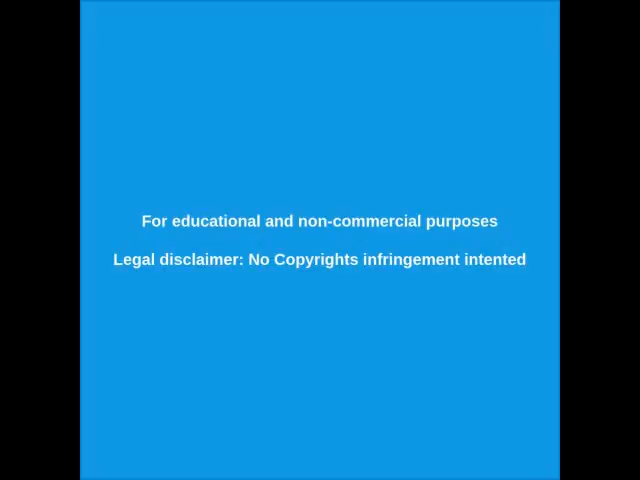 For educational and non-commercial purposes
Legal disclaimer: No Copyrights infringement intented